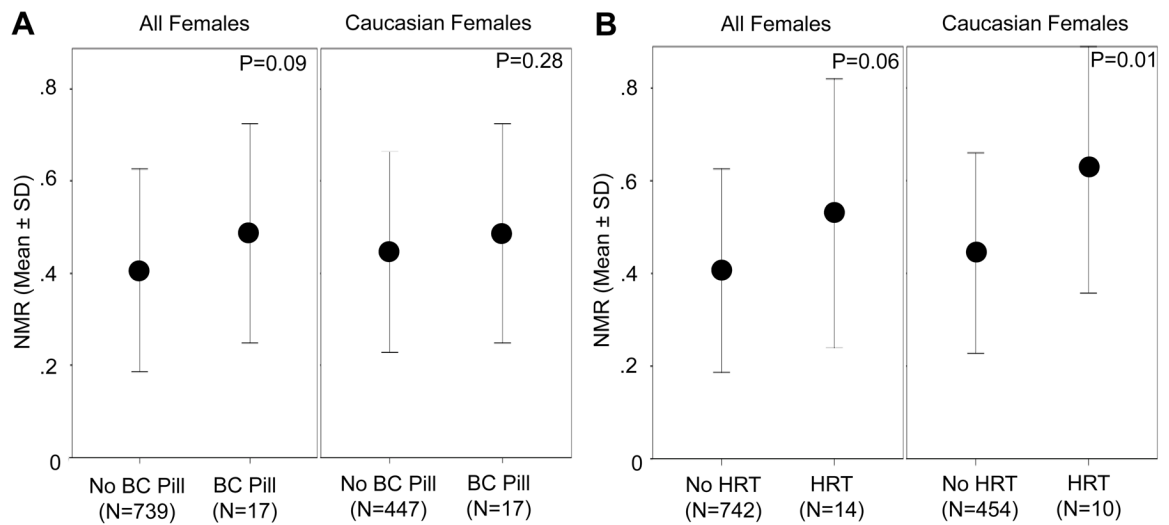 A
All Females
Caucasian Females
P=0.09
P=0.28
NMR (Mean ± SD)
.8
.6
.4
.2
0
No BC Pill
(N=739)
BC Pill
(N=17)
No BC Pill
(N=447)
BC Pill
(N=17)
B
All Females
Caucasian Females
P=0.06
P=0.01
NMR (Mean ± SD)
.8
.6
.4
.2
0
No HRT
(N=742)
HRT
(N=14)
No HRT
(N=454)
HRT
(N=10)